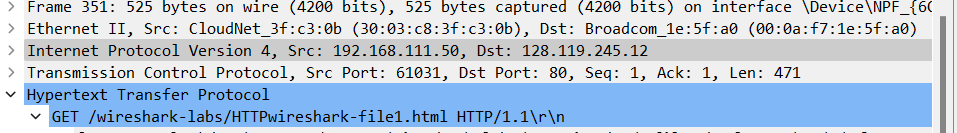 Frame 351: 525 bytes on wire (4200 bits), 525 bytes captured (4200 bits) on interface \Device\NPF_{6
Ethernet II, Src: CloudNet_3f:c3:0b (30:03:c8:3f:c3:0b), Dst: Broadcom_1e:5f:a0 (00:0a:f7:1e:5f:a0)
Internet Protocol Version 4, Src: 192.168.111.50, Dst: 128.119.245.12
Transmission Control Protocol, Src Port: 61031, Dst Port: 80, Seq: 1, Ack: 1, Len: 471
Hypertext Transfer Protocol
GET /wireshark-labs/HTTPwireshark-file1.html HTTP/1.1\r\n